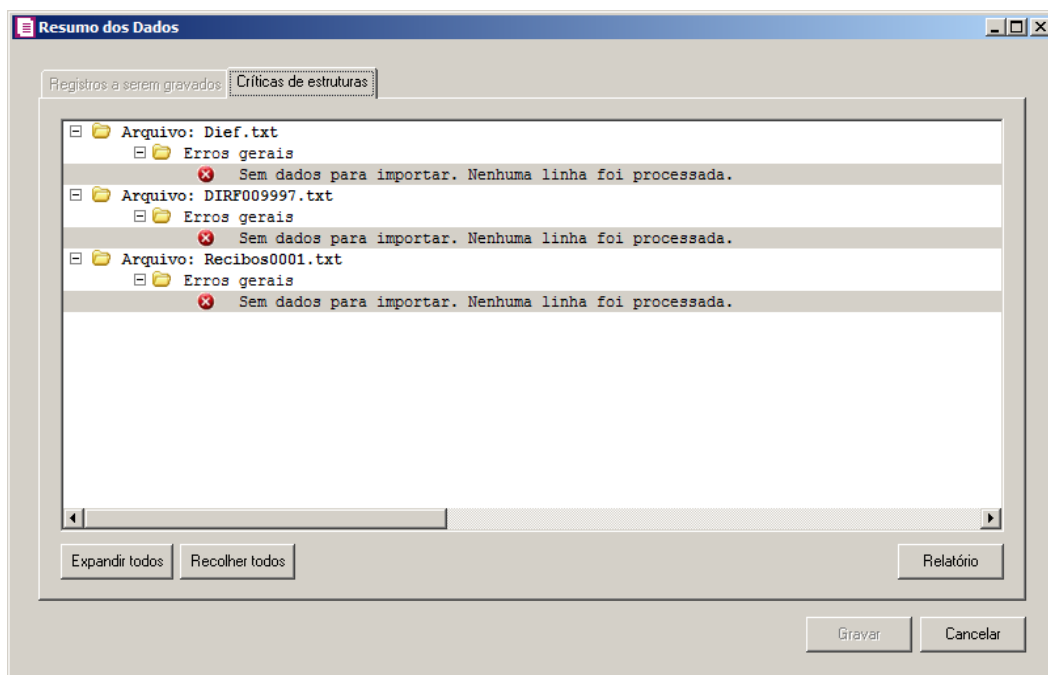 Resumo dos Dados
Registros a serem gravados Críticas de estruturas
Arquivo: Dief.txt
Erros gerais
Sem dados para importar. Nenhuma linha foi processada.
Arquivo: DIRF009997.txt
Erros gerais
Sem dados para importar. Nenhuma linha foi processada.
Arquivo: Recibos0001.txt
Erros gerais
Sem dados para importar. Nenhuma linha foi processada.
Expandir todos Recolher todos Relatório
Gravar Cancelar